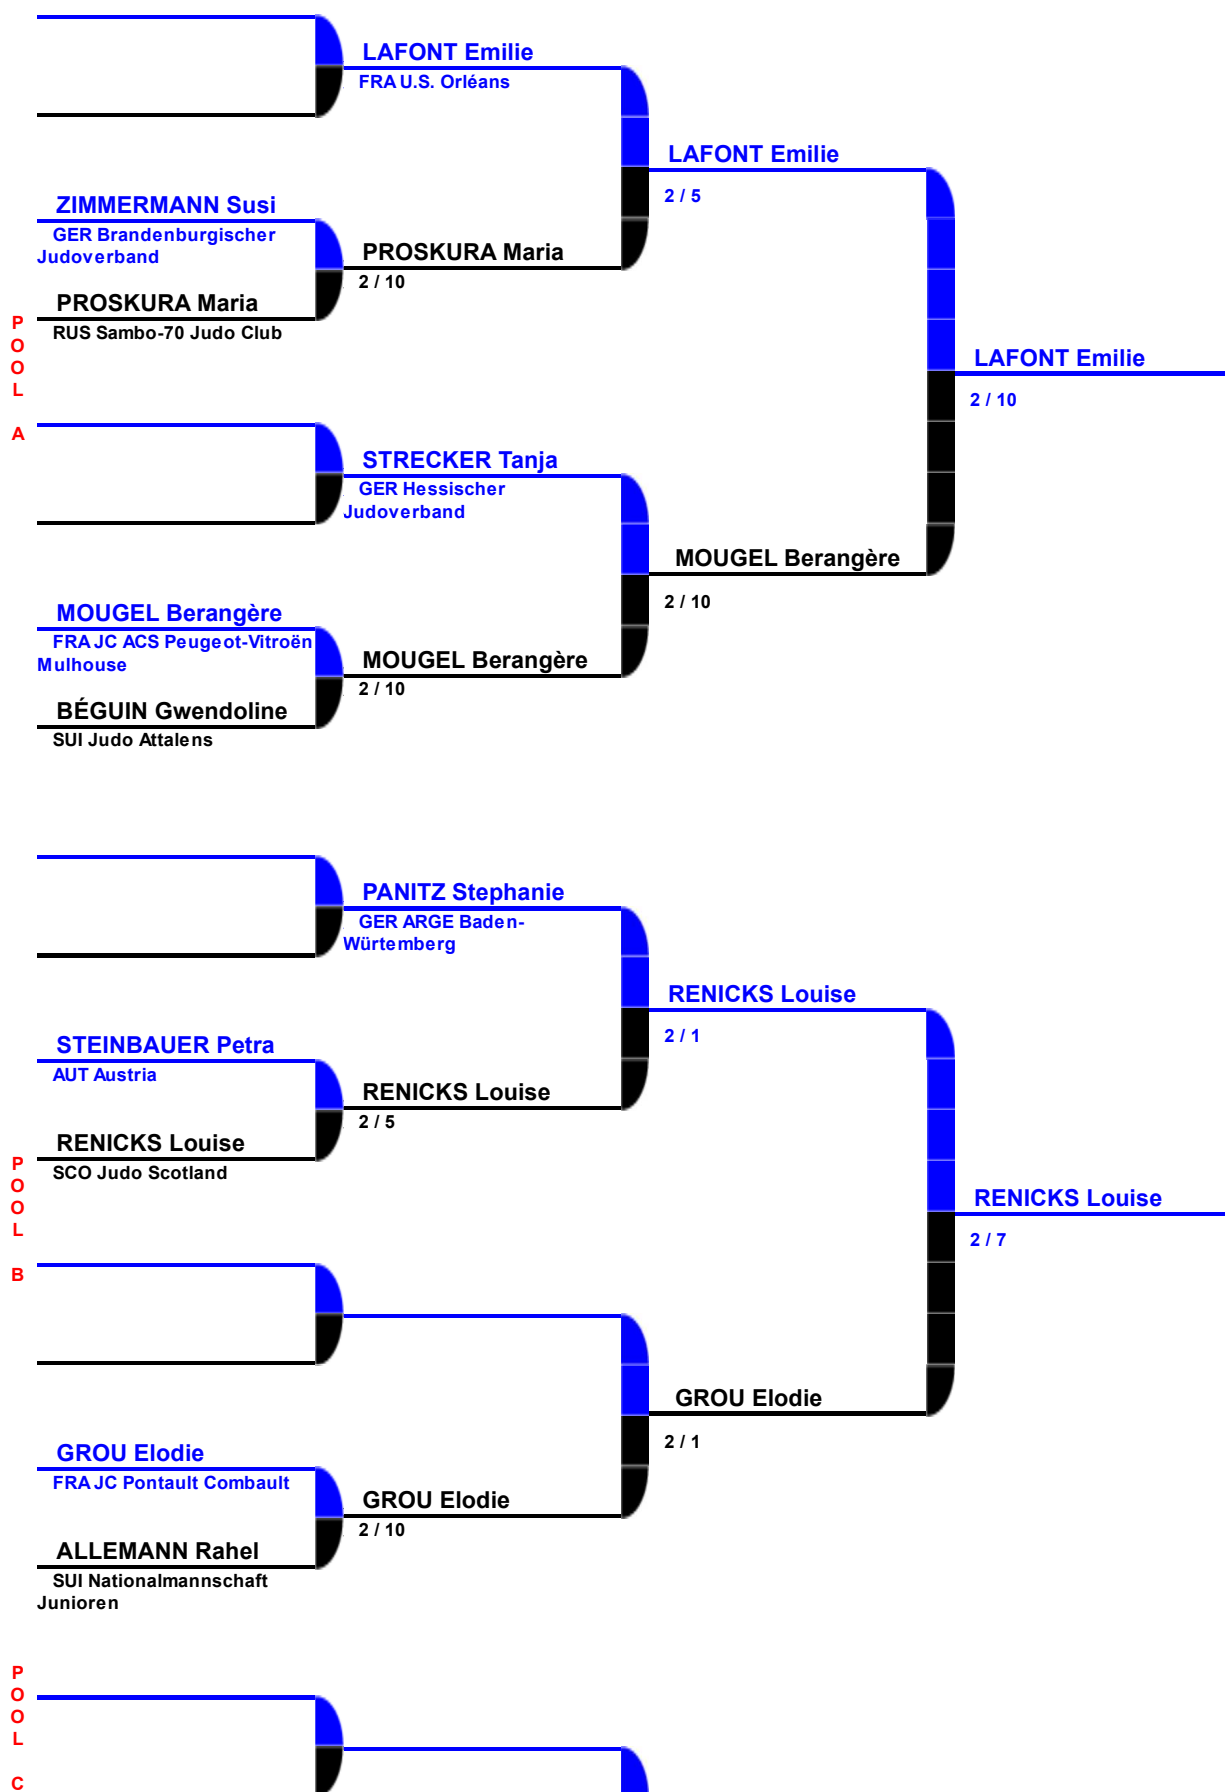 LAFONT Emilie
FRA U.S. Orléans
LAFONT Emilie
2 / 5
ZIMMERMANN Susi
GER Brandenburgischer
Judoverband
PROSKURA Maria
2 / 10
PROSKURA Maria
RUS Sambo-70 Judo Club
POOL A
LAFONT Emilie
2 / 10
STRECKER Tanja
GER Hessischer
Judoverband
MOUGEL Berangère
2 / 10
MOUGEL Berangère
FRA JC ACS Peugeot-Vitroën
Mulhouse
MOUGEL Berangère
2 / 10
BÉGUIN Gwendoline
SUI Judo Attalens
PANITZ Stephanie
GER ARGE Baden-
Würtemberg
RENICKS Louise
2 / 1
STEINBAUER Petra
AUT Austria
RENICKS Louise
2 / 5
RENICKS Louise
SCO Judo Scotland
POOL B
RENICKS Louise
2 / 7
GROU Elodie
2 / 1
GROU Elodie
FRA JC Pontault Combault
GROU Elodie
2 / 10
ALLEMANN Rahel
SUI Nationalmannschaft
Junioren
POOL C